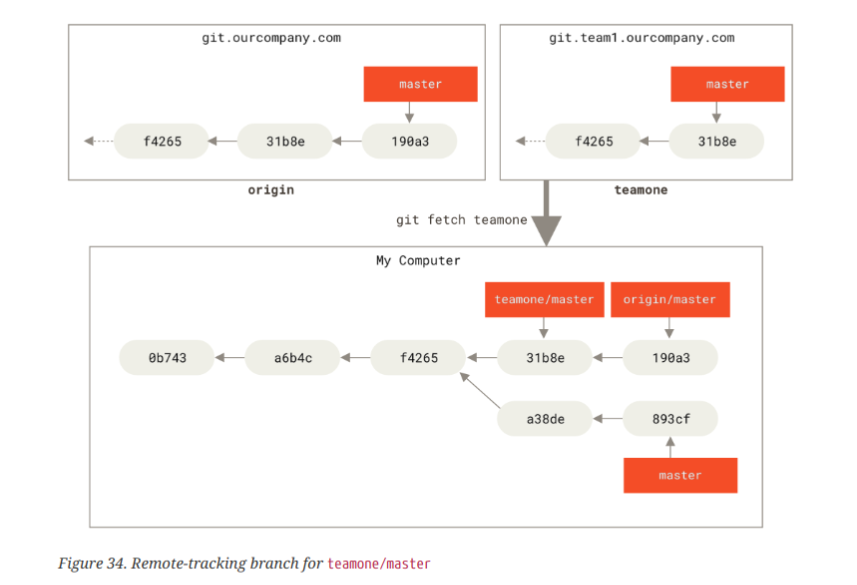 git.ourcompany.com
master
f4265 31b8e 190a3
origin
git.team1.ourcompany.com
master
f4265 31b8e
teamone
git fetch teamone
My Computer
teamone/master origin/master
0b743 a6b4c f4265 31b8e 190a3
a38de 893cf
master
Figure 34. Remote-tracking branch for teamone/master